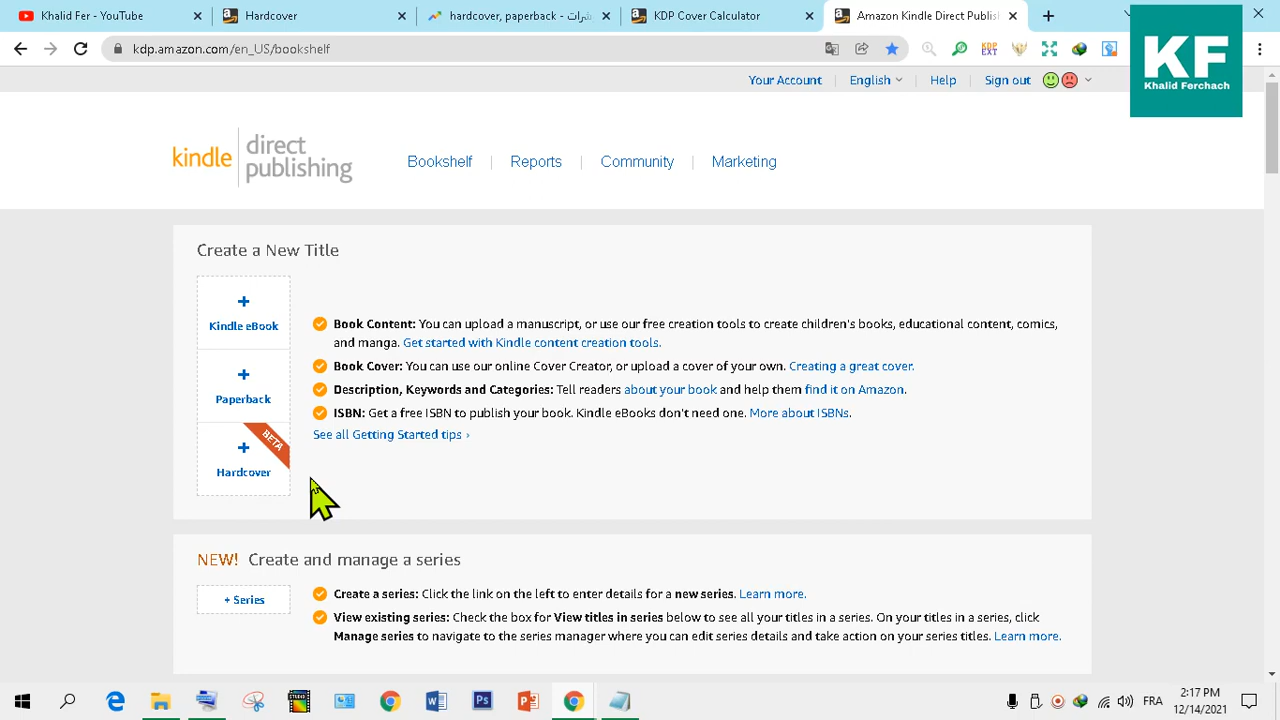 Khalid Fer - YouTube
Hardcover
hardcover, paperback - شرات
KDP Cover Calculator
Amazon Kindle Direct Publish
kdp.amazon.com/en_US/bookshelf
KDP
EXT
KF
Khalid Ferchach
Your Account
English
Help
Sign out
kindle direct publishing
Bookshelf
Reports
Community
Marketing
Create a New Title
Kindle eBook
Paperback
BETA
Hardcover
Book Content: You can upload a manuscript, or use our free creation tools to create children's books, educational content, comics,
and manga. Get started with Kindle content creation tools.
Book Cover: You can use our online Cover Creator, or upload a cover of your own. Creating a great cover.
Description, Keywords and Categories: Tell readers about your book and help them find it on Amazon.
ISBN: Get a free ISBN to publish your book. Kindle eBooks don't need one. More about ISBNs.
See all Getting Started tips ›
NEW! Create and manage a series
+ Series
Create a series: Click the link on the left to enter details for a new series. Learn more.
View existing series: Check the box for View titles in series below to see all your titles in a series. On your titles in a series, click
Manage series to navigate to the series manager where you can edit series details and take action on your series titles. Learn more.
FRA
2:17 PM
12/14/2021